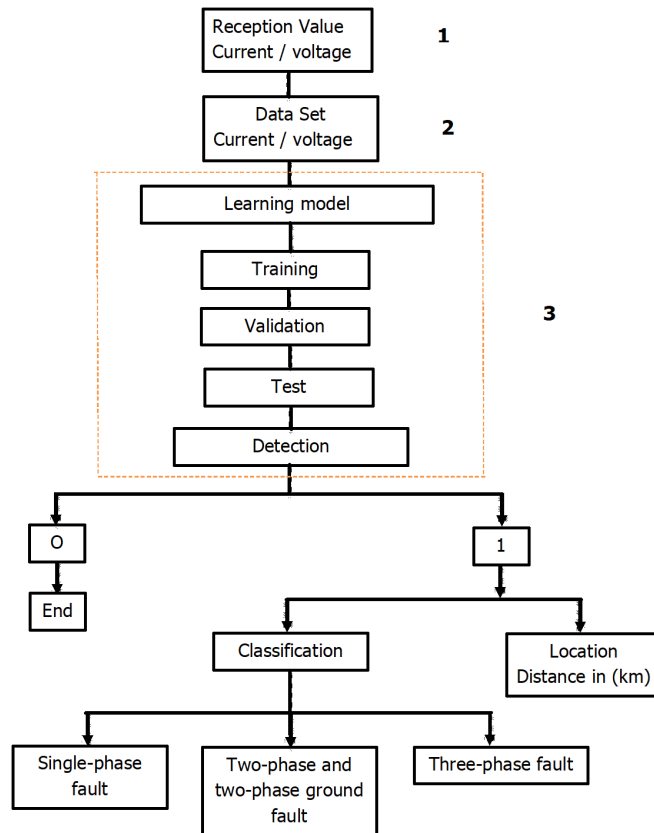 Reception Value
Current / voltage
1
Data Set
Current / voltage
2
Learning model
Training
Validation
3
Test
Detection
O
1
End
Classification
Location
Distance in (km)
Single-phase
fault
Two-phase and
two-phase ground
fault
Three-phase fault